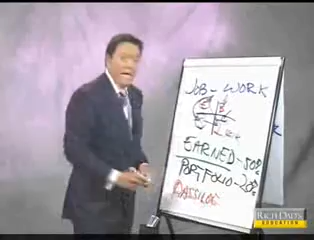 JOB - WORK
E B
S I
EARNED - 50%
PORTFOLIO - 20%
PASSIVE
RICH DAD'S
EDUCATION